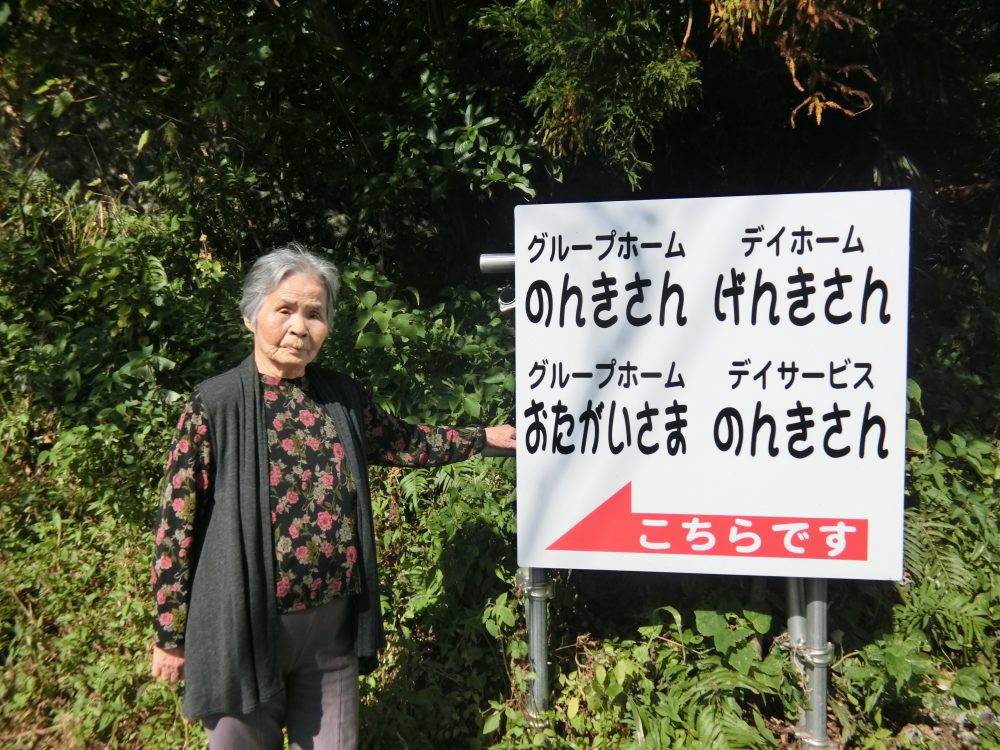 グループホーム
のんきさん
デイホーム
げんきさん
グループホーム
おたがいさま
デイサービス
のんきさん
こちらです